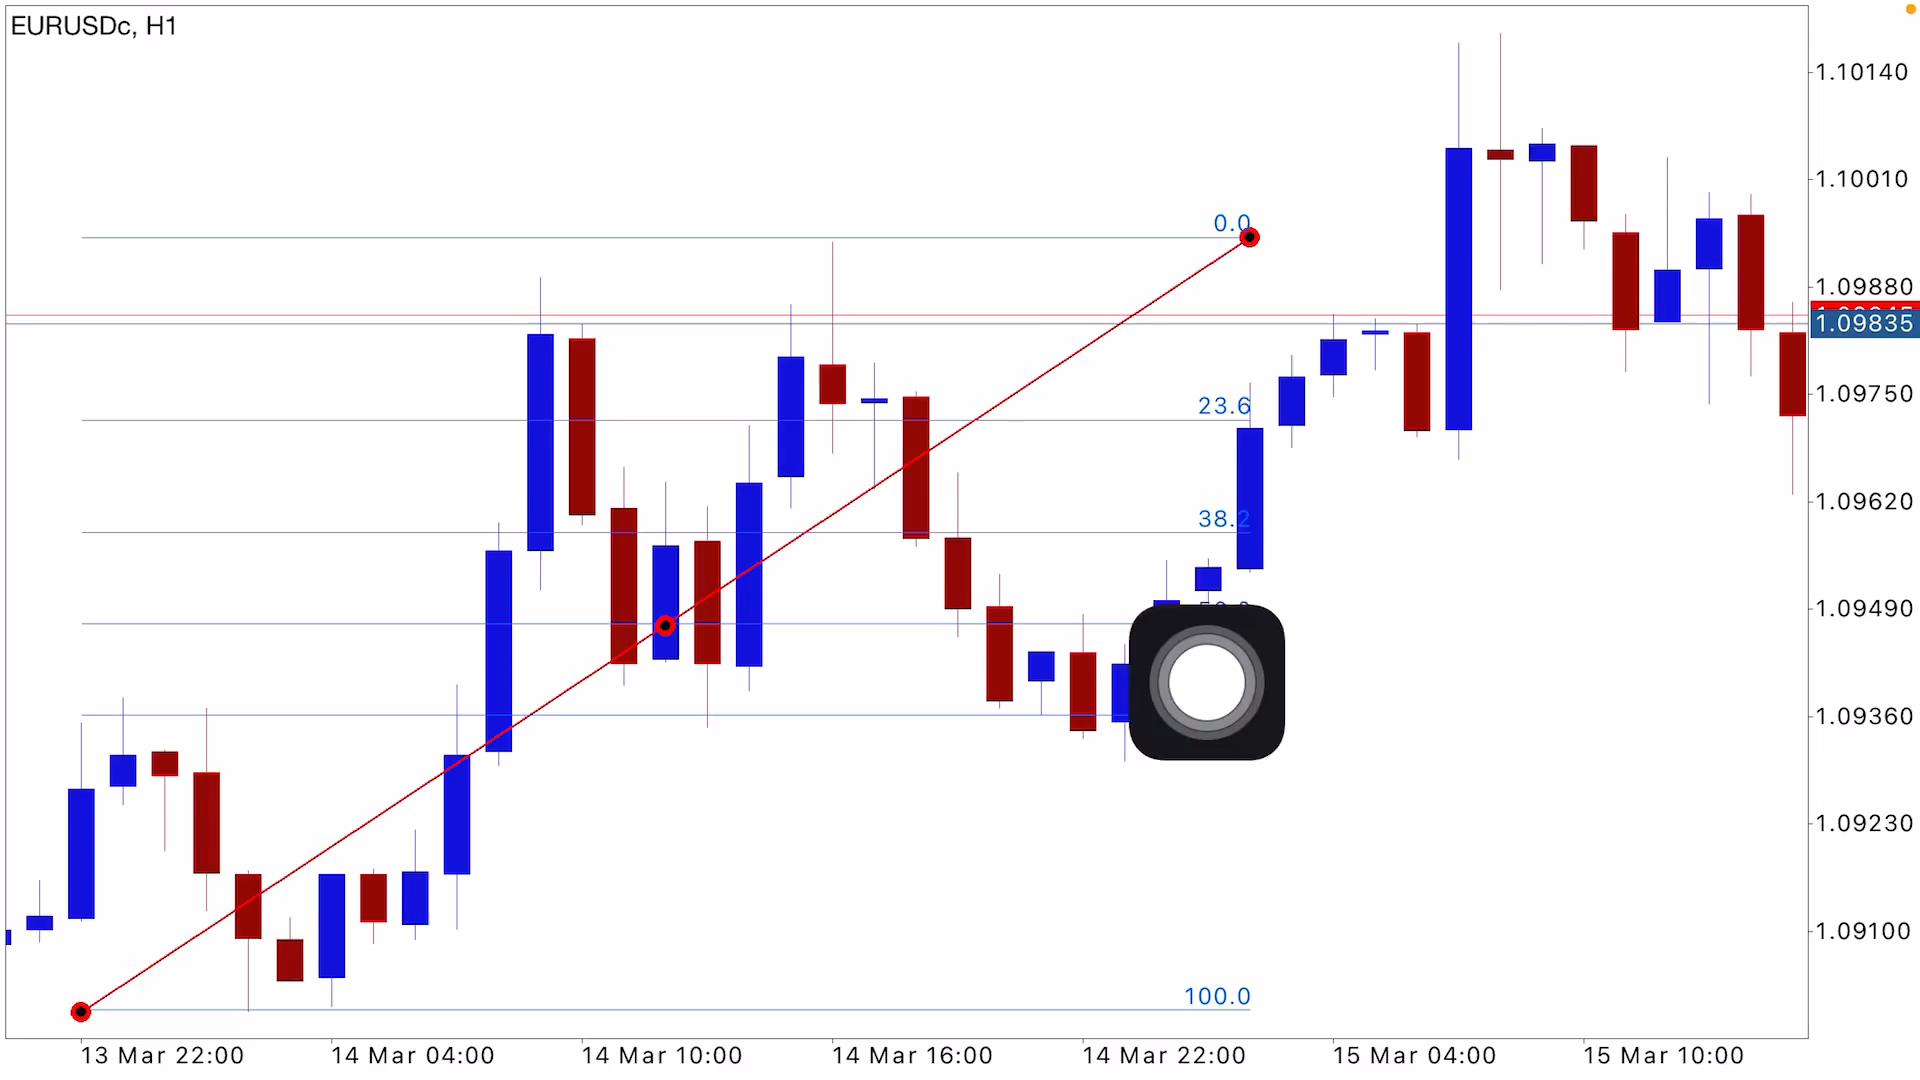 EURUSDc, H1
1.10140
1.10010
0.0
1.09880
1.09835
1.09750
23.6
1.09620
38.2
1.09490
1.09360
1.09230
1.09100
100.0
13 Mar 22:00
14 Mar 04:00
14 Mar 10:00
14 Mar 16:00
14 Mar 22:00
15 Mar 04:00
15 Mar 10:00